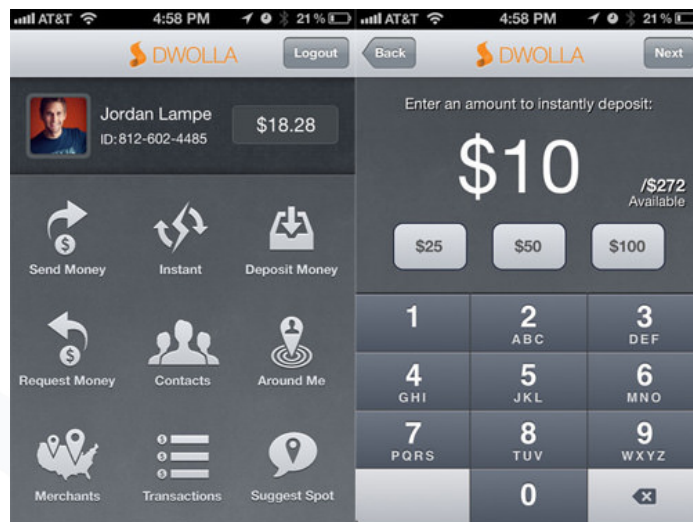 AT&T 4:58 PM 21%
DWOLLA Logout
Jordan Lampe
ID:812-602-4485
$18.28
Send Money Instant Deposit Money
Request Money Contacts Around Me
Merchants Transactions Suggest Spot
AT&T 4:58 PM 21%
Back DWOLLA Next
Enter an amount to instantly deposit:
$10
/$272
Available
$25 $50 $100
1 2 3
ABC DEF
4 5 6
GHI JKL MNO
7 8 9
PQRS TUV WXYZ
0